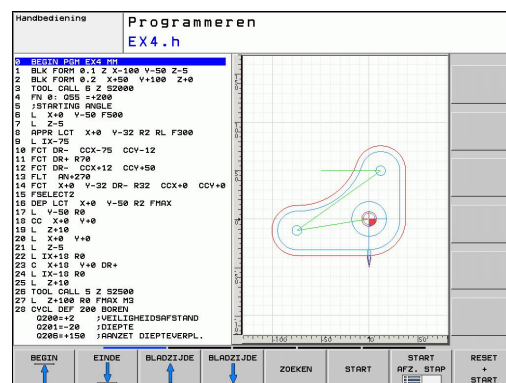 Handbediening
Programmeren
EX4.h
0 BEGIN PGM EX4 MM
1 BLK FORM 0.1 Z X-100 Y-50 Z-5
2 BLK FORM 0.2 X+50 Y+100 Z+0
3 TOOL CALL 6 Z S2000
4 FN 0: Q55 =+200
5 ;STARTING ANGLE
6 L X+0 Y-50 F500
7 L Z-5
8 APPR LCT X+0 Y-32 R2 RL F300
9 L IX-75
10 FCT DR- CCX-75 CCY-12
11 FCT DR+ R70
12 FCT DR- CCX+12 CCY+50
13 FLT AN+270
14 FCT X+0 Y-32 DR- R32 CCX+0 CCY+0
15 FSELECT2
16 DEP LCT X+0 Y-50 R2 FMAX
17 L Y-50 R0
18 CC X+0 Y+0
19 L Z+10
20 L X+0 Y+0
21 L Z-5
22 L IX-18 R0
23 C X+18 Y+0 DR+
24 L IX-18 R0
25 L Z+10
26 TOOL CALL 5 Z S2500
27 L Z+100 R0 FMAX M3
28 CYCL DEF 200 BOREN
Q200=+2 ;VEILIGHEIDSAFSTAND
Q201=-20 ;DIEPTE
Q206=+150 ;AANZET DIEPTEVERPL.
-100 -50 0 50
BEGIN
EINDE
BLADZIJDE
BLADZIJDE
ZOEKEN
START
START
AFZ. STAP
RESET
+
START